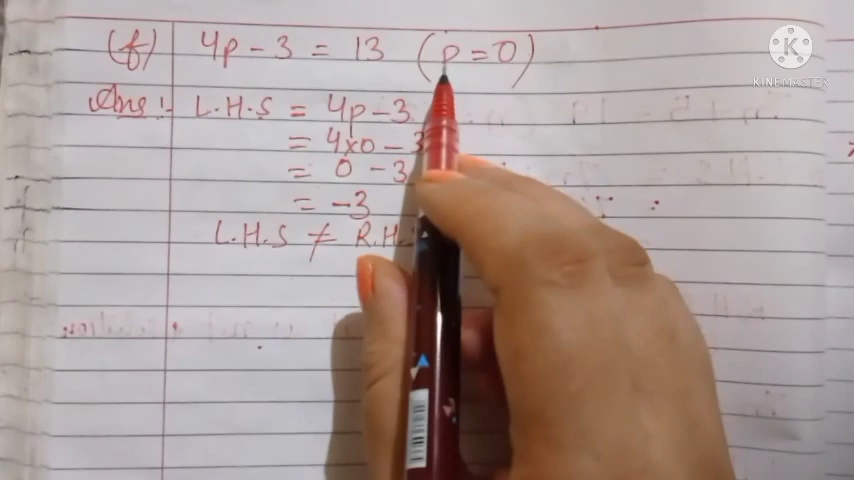 (f) 4p - 3 = 13 (p = 0)
Ans:- L.H.S = 4p - 3
= 4x0 - 3
= 0 - 3
= -3
L.H.S ≠ R.H.
K
KINEMASTER